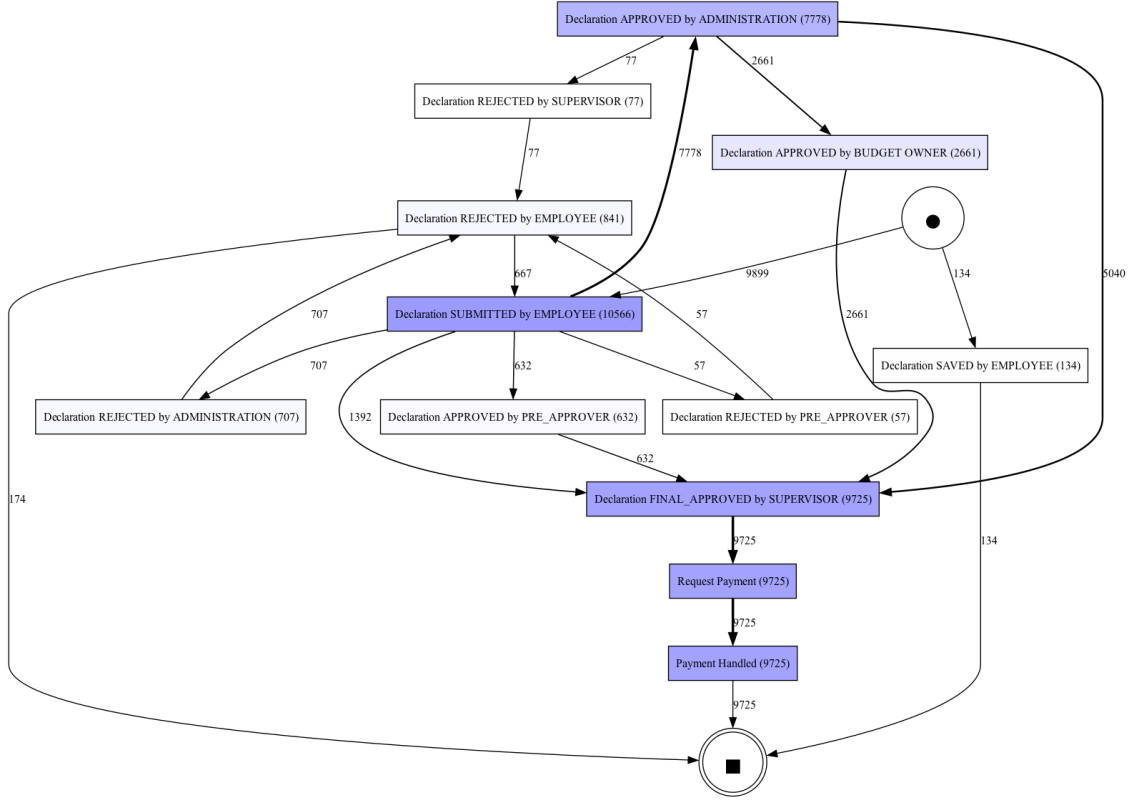 Declaration APPROVED by ADMINISTRATION (7778)
77
2661
Declaration REJECTED by SUPERVISOR (77)
77
7778
Declaration APPROVED by BUDGET OWNER (2661)
Declaration REJECTED by EMPLOYEE (841)
667
9899
134
5040
Declaration SUBMITTED by EMPLOYEE (10566)
707
57
2661
707
632
57
Declaration SAVED by EMPLOYEE (134)
Declaration REJECTED by ADMINISTRATION (707)
1392
Declaration APPROVED by PRE_APPROVER (632)
Declaration REJECTED by PRE_APPROVER (57)
632
174
Declaration FINAL_APPROVED by SUPERVISOR (9725)
9725
134
Request Payment (9725)
9725
Payment Handled (9725)
9725